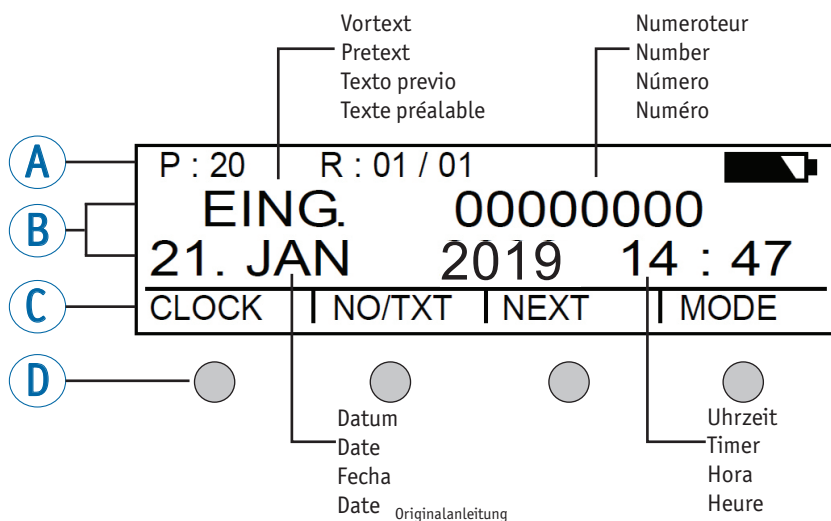 Vortext
Pretext
Texto previo
Texte préalable
Numeroteur
Number
Número
Numéro
A
P : 20 R : 01 / 01
B
EING. 00000000
21. JAN 2019 14 : 47
C
CLOCK NO/TXT NEXT MODE
D
Datum
Date
Fecha
Date
Uhrzeit
Timer
Hora
Heure
Originalanleitung